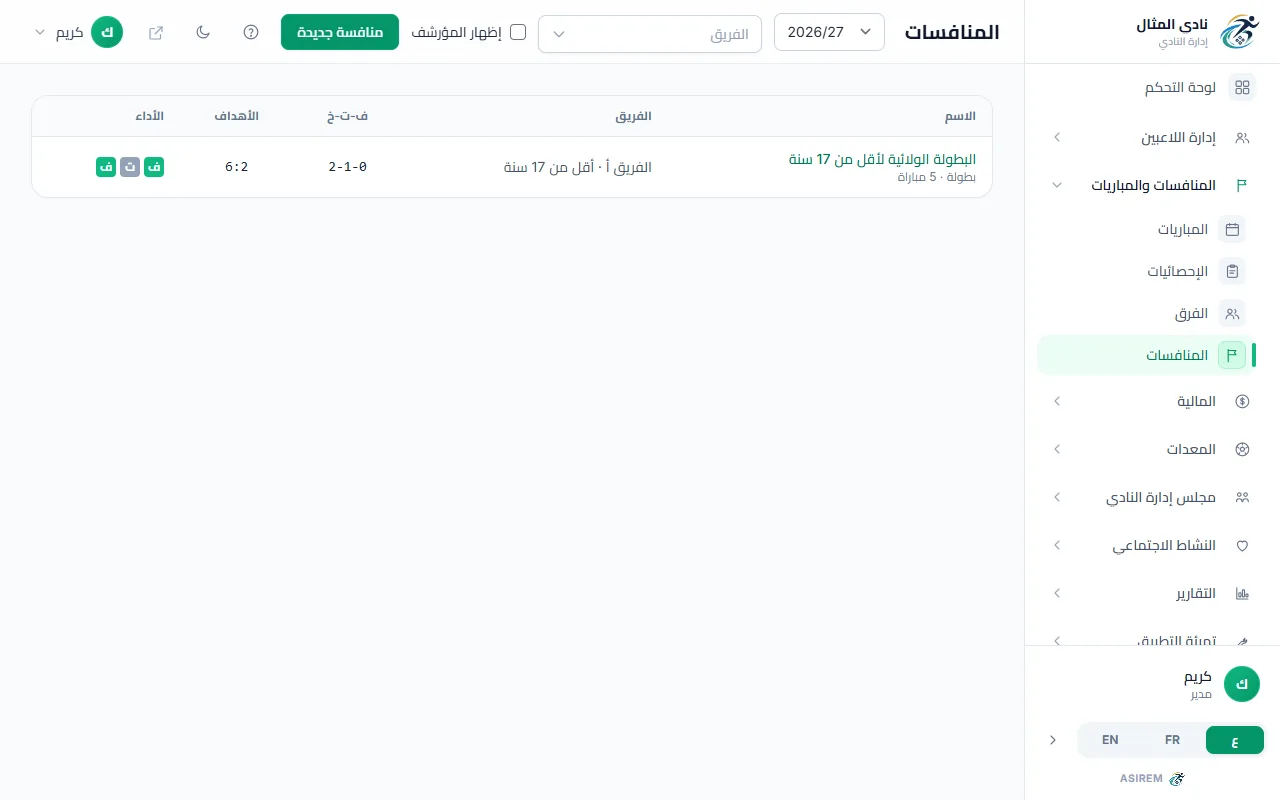 نادي المثال
إدارة النادي
لوحة التحكم
إدارة اللاعبين
المنافسات والمباريات
المباريات
الإحصائيات
الفرق
المنافسات
المالية
المعدات
مجلس إدارة النادي
النشاط الاجتماعي
التقارير
تهيئة التطبيق
ك
كريم
مدير
ع FR EN
ASIREM
المنافسات 2026/27 الفريق إظهار المؤرشف منافسة جديدة ك كريم
الاسم الفريق ف-ت-خ الأهداف الأداء
البطولة الولائية لأقل من 17 سنة الفريق أ · أقل من 17 سنة 2-1-0 6:2 ف ت ف
بطولة · 5 مباراة